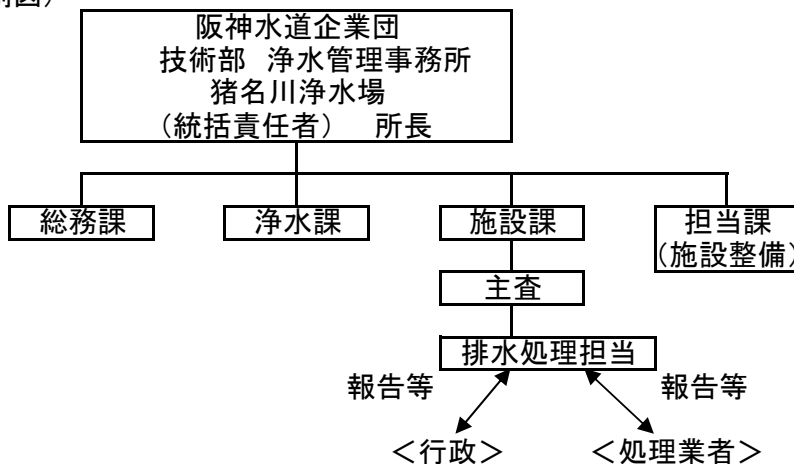 阪神水道企業団
技術部 浄水管理事務所
猪名川浄水場
（統括責任者） 所長
総務課
浄水課
施設課
担当課
（施設整備）
主査
排水処理担当
報告等
報告等
＜行政＞
＜処理業者＞